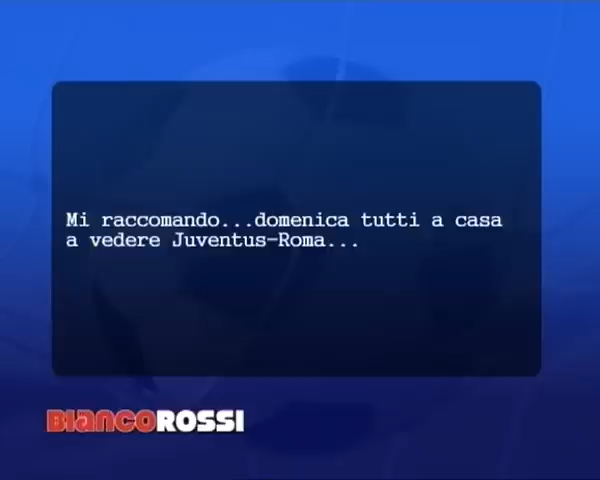 Mi raccomando...domenica tutti a casa
a vedere Juventus-Roma...
BIANCOROSSI